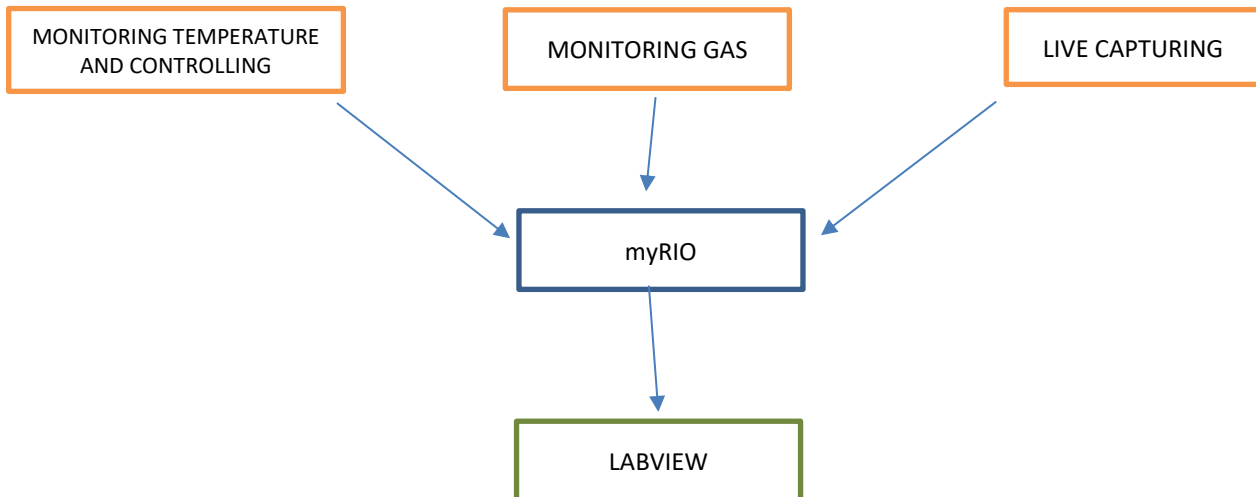 MONITORING TEMPERATURE
AND CONTROLLING
MONITORING GAS
LIVE CAPTURING
myRIO
LABVIEW